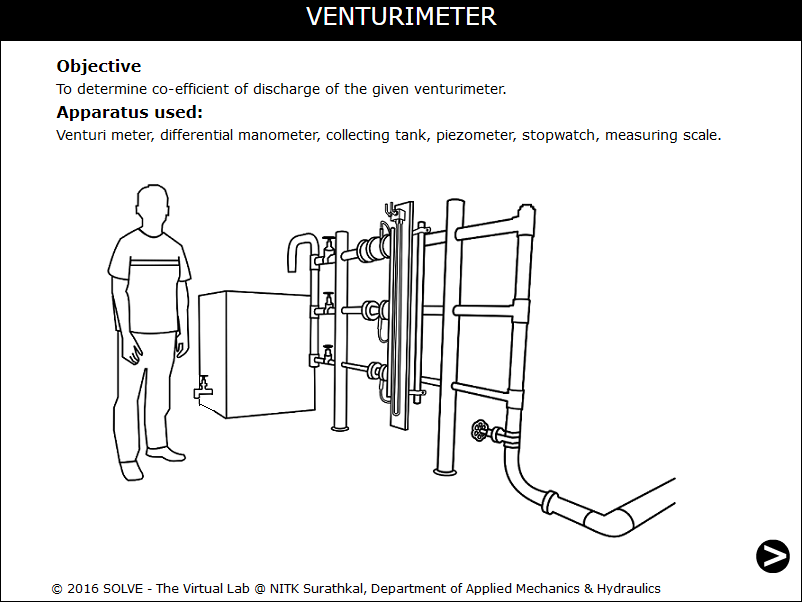 VENTURIMETER
Objective
To determine co-efficient of discharge of the given venturimeter.
Apparatus used:
Venturi meter, differential manometer, collecting tank, piezometer, stopwatch, measuring scale.
© 2016 SOLVE - The Virtual Lab @ NITK Surathkal, Department of Applied Mechanics & Hydraulics